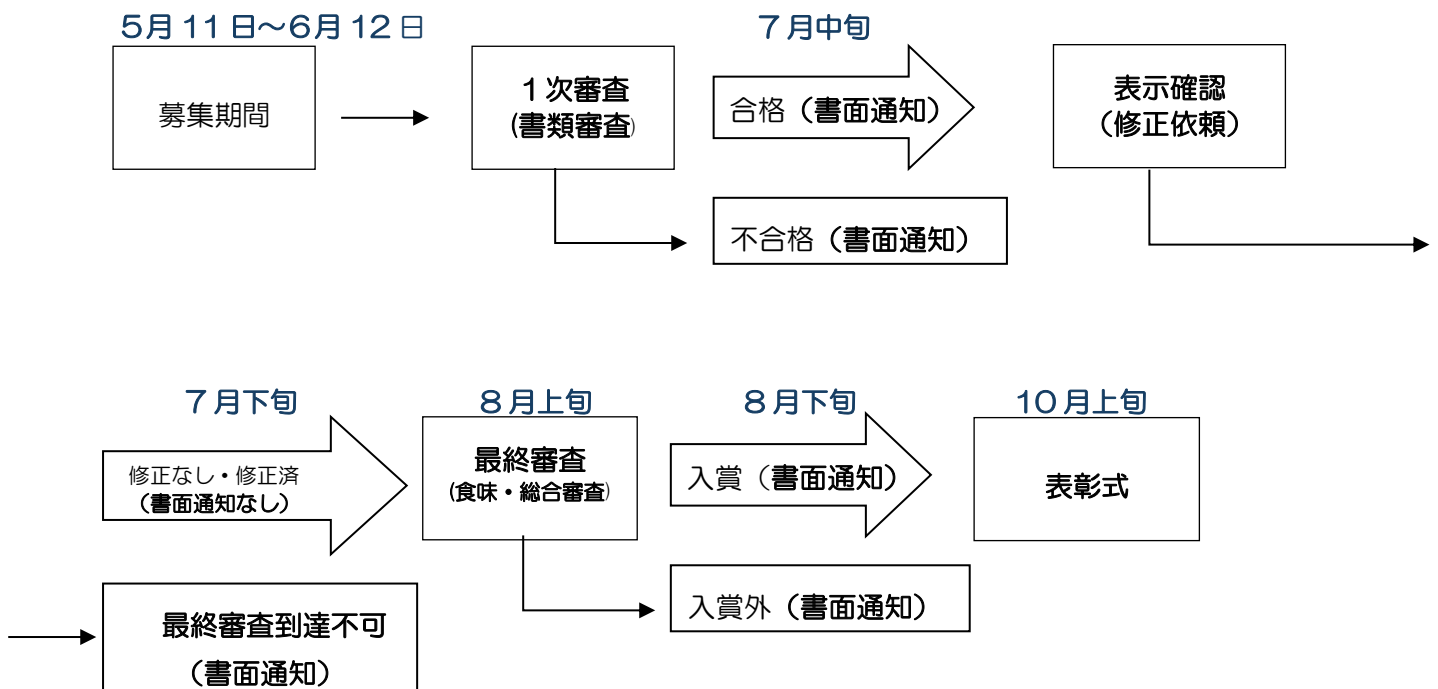 5月11日~6月12日
7月中旬
募集期間
1次審査
(書類審査)
合格(書面通知)
表示確認
(修正依頼)
不合格(書面通知)
7月下旬
8月上旬
8月下旬
10月上旬
修正なし・修正済
(書面通知なし)
最終審査
(食味・総合審査)
入賞(書面通知)
表彰式
最終審査到達不可
(書面通知)
入賞外(書面通知)